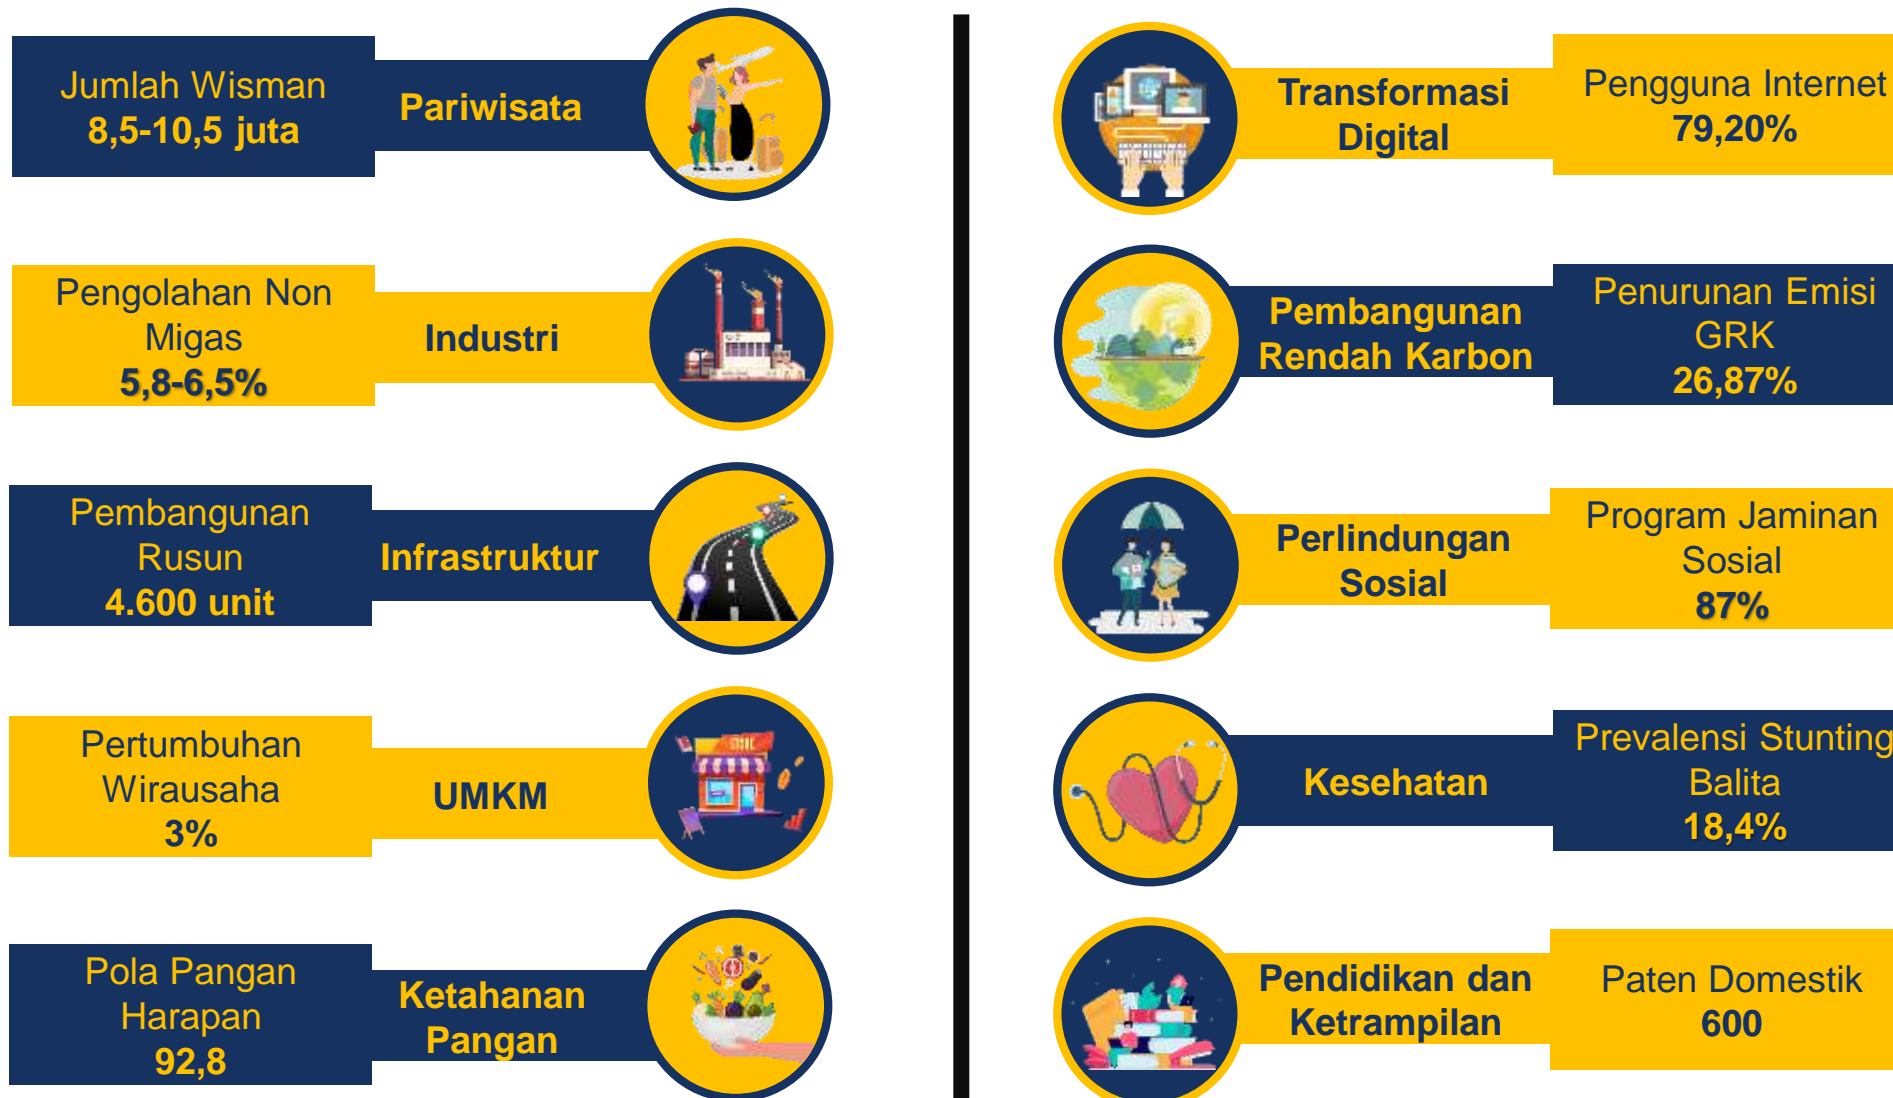 Jumlah Wisman
8,5-10,5 juta
Pariwisata
Pengolahan Non
Migas
5,8-6,5%
Industri
Pembangunan
Rusun
4.600 unit
Infrastruktur
Pertumbuhan
Wirausaha
3%
UMKM
Pola Pangan
Harapan
92,8
Ketahanan
Pangan
Transformasi
Digital
Pengguna Internet
79,20%
Pembangunan
Rendah Karbon
Penurunan Emisi
GRK
26,87%
Perlindungan
Sosial
Program Jaminan
Sosial
87%
Kesehatan
Prevalensi Stunting
Balita
18,4%
Pendidikan dan
Ketrampilan
Paten Domestik
600